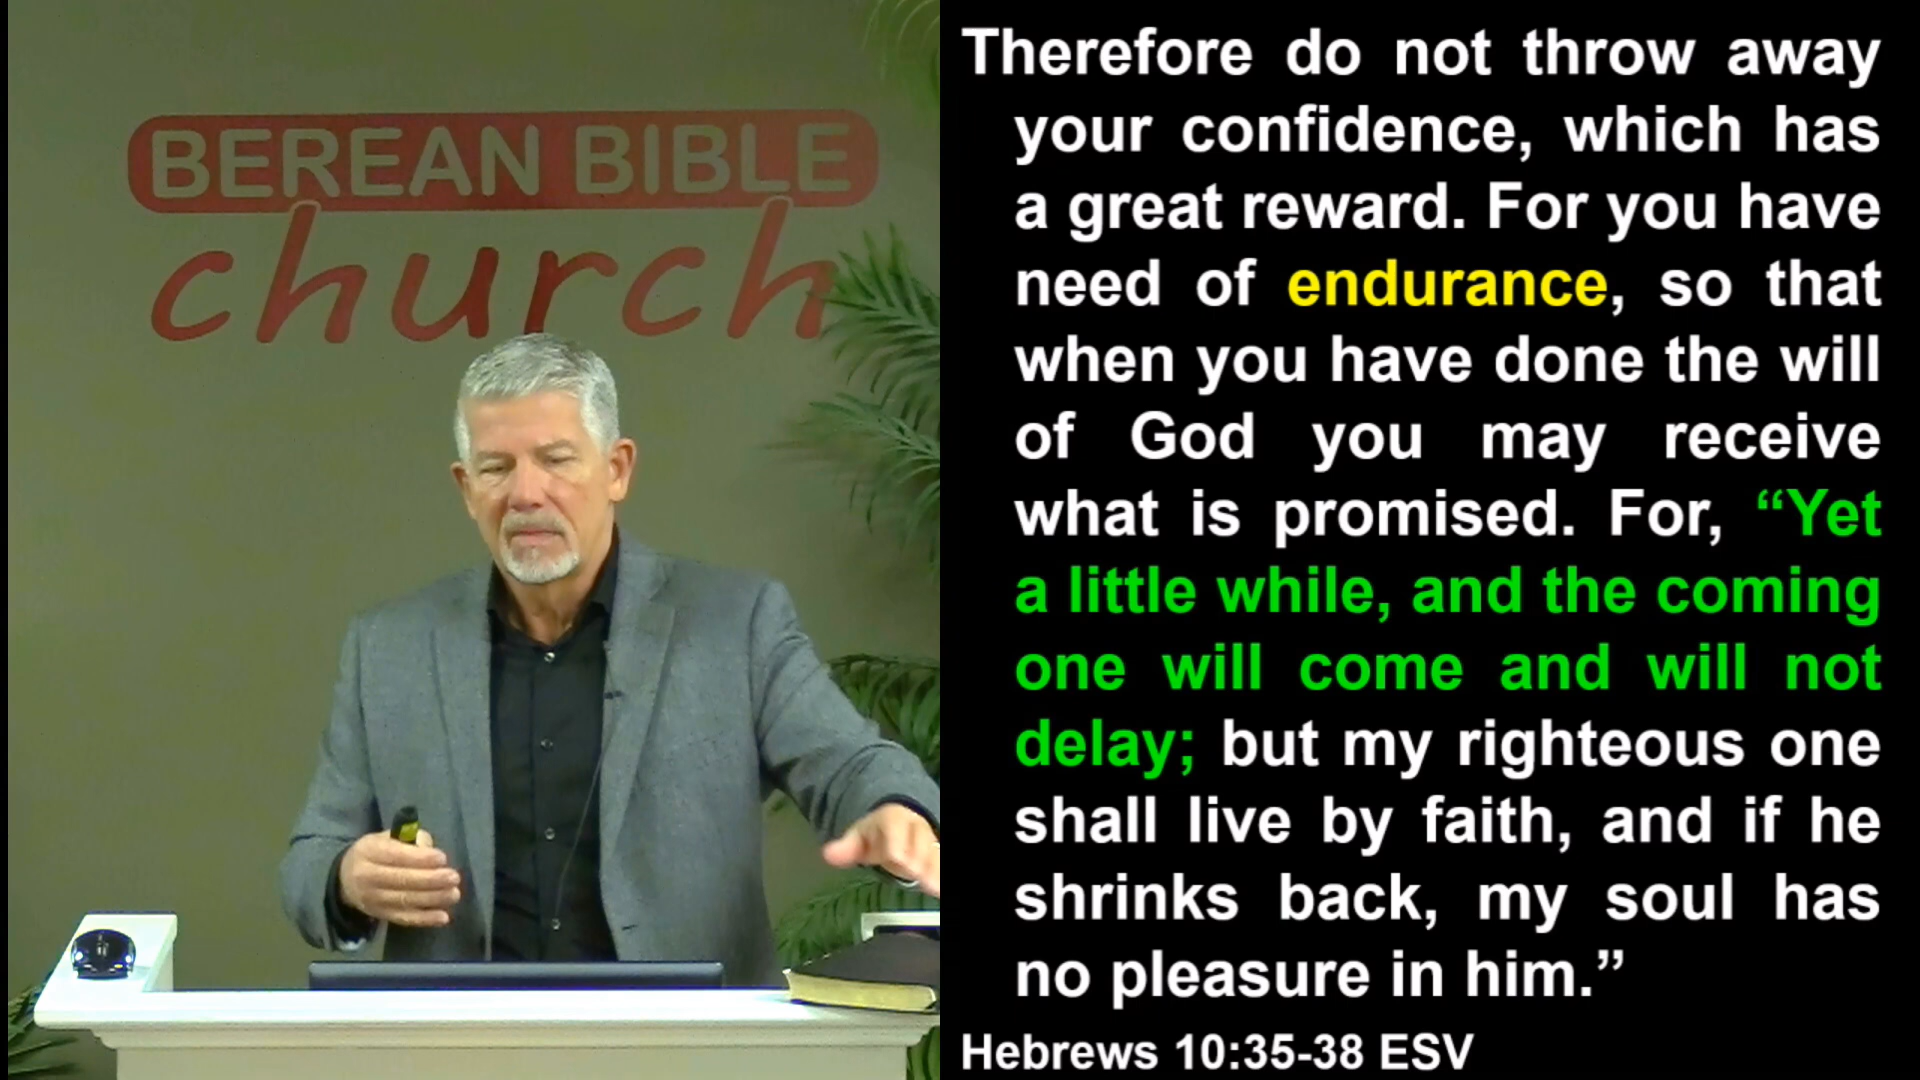 BEREAN BIBLE
church
Therefore do not throw away
your confidence, which has
a great reward. For you have
need of endurance, so that
when you have done the will
of God you may receive
what is promised. For, “Yet
a little while, and the coming
one will come and will not
delay; but my righteous one
shall live by faith, and if he
shrinks back, my soul has
no pleasure in him.”
Hebrews 10:35-38 ESV